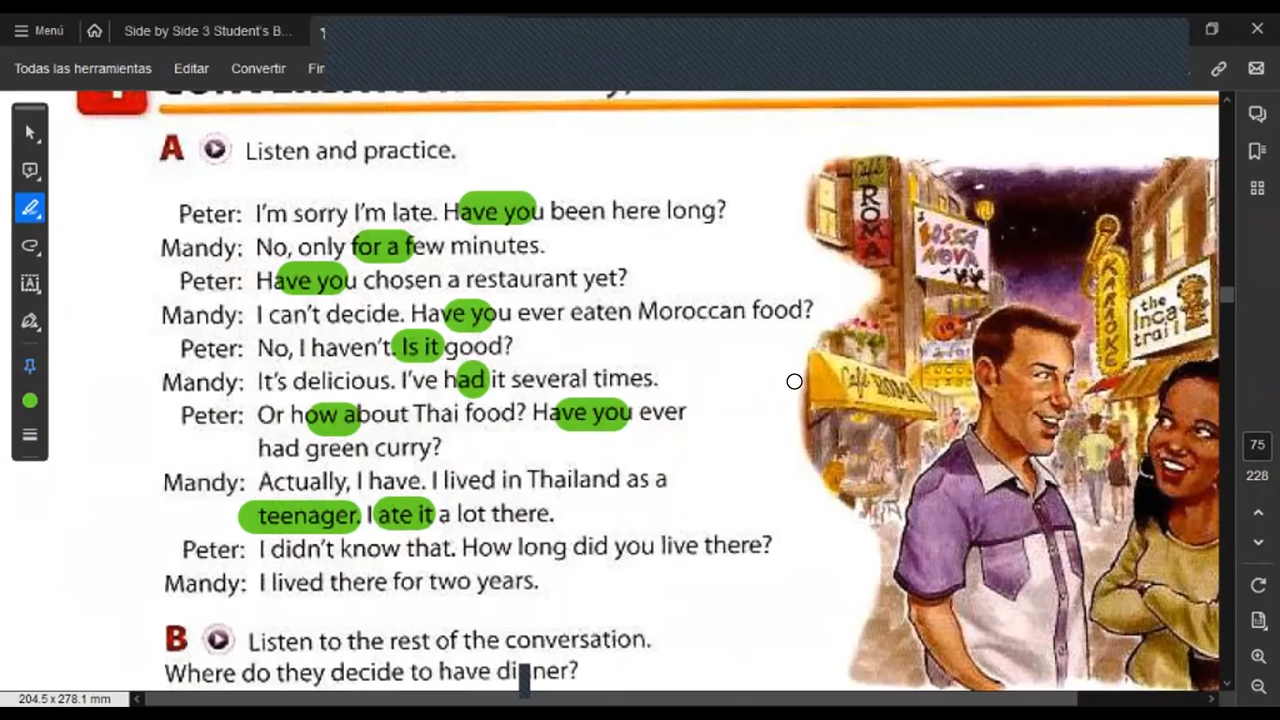 Menú
Side by Side 3 Student's B...
Todas las herramientas
Editar
Convertir
A Listen and practice.
Peter: I'm sorry I'm late. Have you been here long?
Mandy: No, only for a few minutes.
Peter: Have you chosen a restaurant yet?
Mandy: I can't decide. Have you ever eaten Moroccan food?
Peter: No, I haven't. Is it good?
Mandy: It's delicious. I've had it several times.
Peter: Or how about Thai food? Have you ever
had green curry?
Mandy: Actually, I have. I lived in Thailand as a
teenager. I ate it a lot there.
Peter: I didn't know that. How long did you live there?
Mandy: I lived there for two years.
B Listen to the rest of the conversation.
Where do they decide to have dinner?
Café
ROMA
BOSSA
NOVA
KARAOKE
the
inca
trail
Café ROMA
75
228
204.5 x 278.1 mm